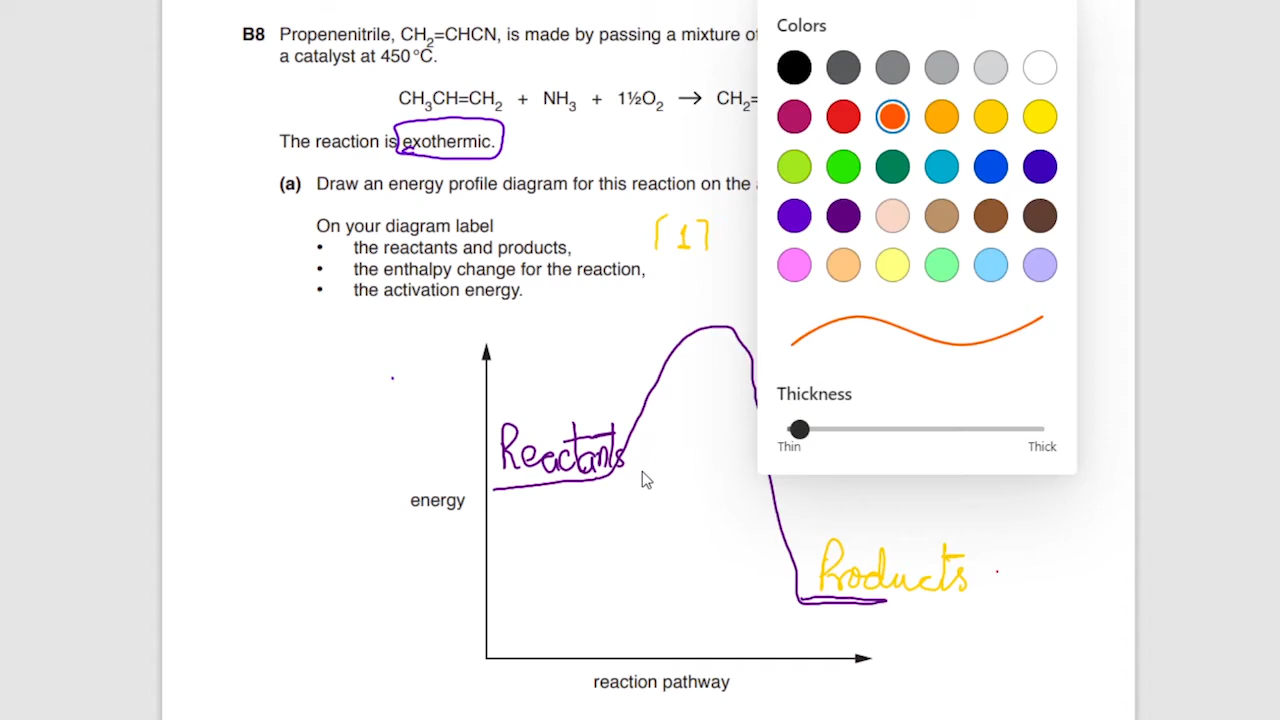 B8 Propenenitrile, CH₂=CHCN, is made by passing a mixture of
a catalyst at 450 °C.
CH₃CH=CH₂ + NH₃ + 1½O₂ → CH₂=
The reaction is exothermic.
(a) Draw an energy profile diagram for this reaction on the
On your diagram label
• the reactants and products,
• the enthalpy change for the reaction,
• the activation energy.
[1]
Reactants
energy
Products
reaction pathway
Colors
Thickness
Thin Thick